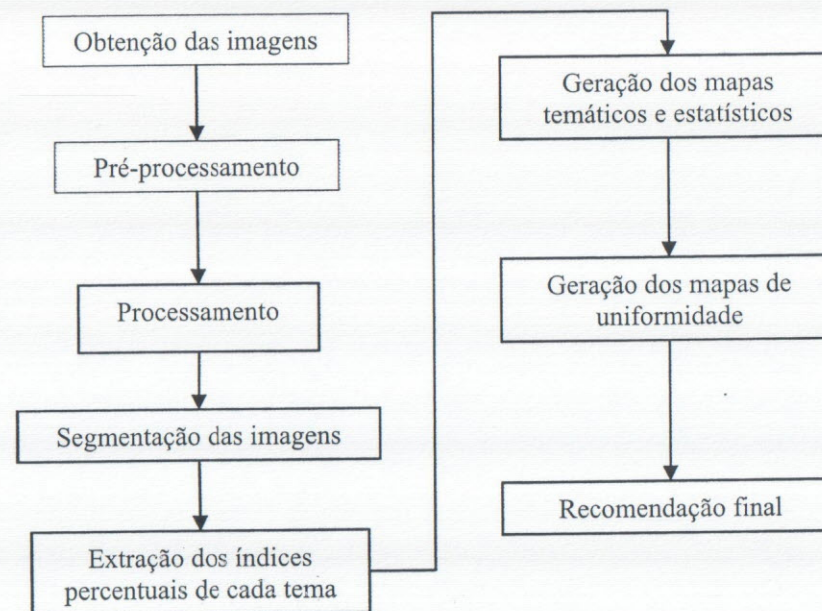 Obtenção das imagens
Pré-processamento
Processamento
Segmentação das imagens
Extração dos índices
percentuais de cada tema
Geração dos mapas
temáticos e estatísticos
Geração dos mapas de
uniformidade
Recomendação final